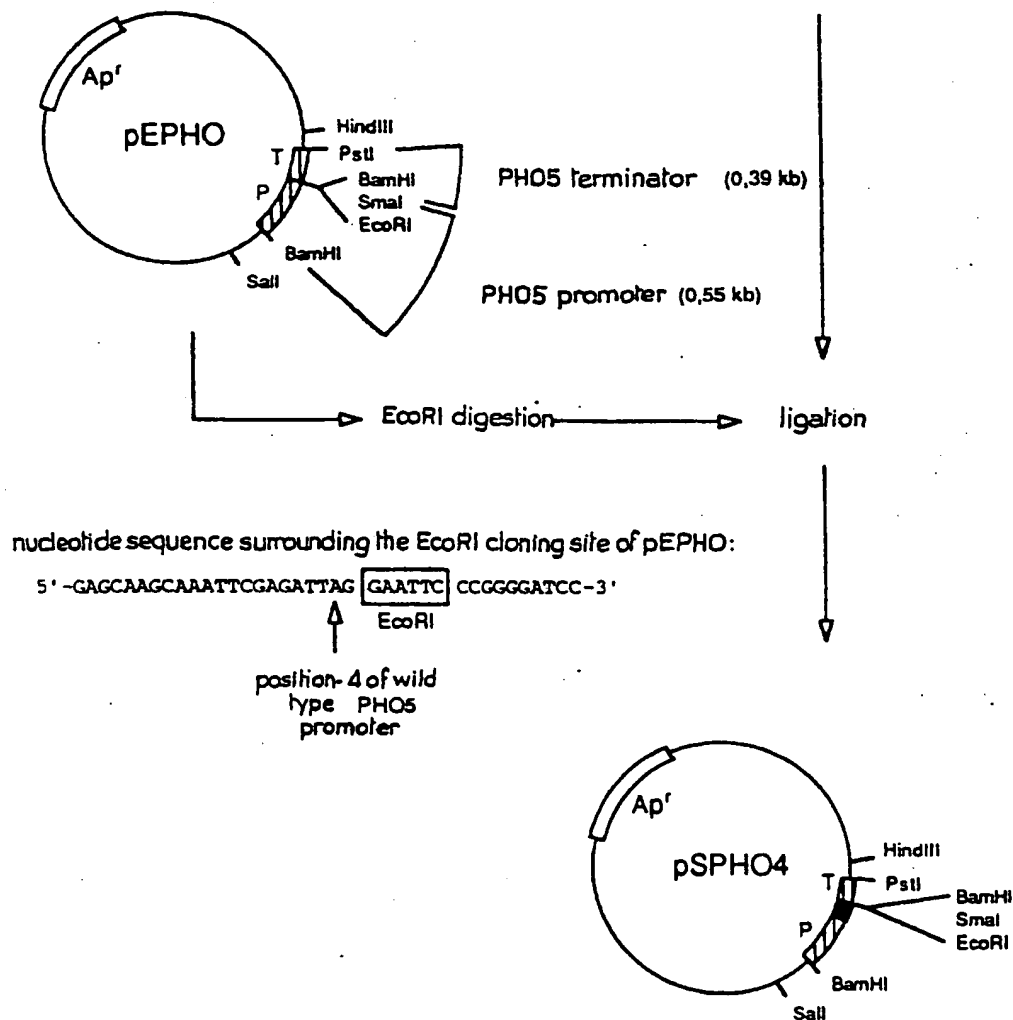 Apʳ
pEPHO
HindIII
T
PstI
BamHI
P
SmaI
EcoRI
BamHI
SalI
PHO5 terminator (0,39 kb)
PHO5 promoter (0,55 kb)
EcoRI digestion
ligation
nucleotide sequence surrounding the EcoRI cloning site of pEPHO:
5'-GAGCAAGCAAATTCGAGATTAG GAATTC CCGGGGATCC-3'
EcoRI
position-4 of wild
type PHO5
promoter
Apʳ
pSPHO4
HindIII
T
PstI
BamHI
SmaI
P
EcoRI
BamHI
SalI